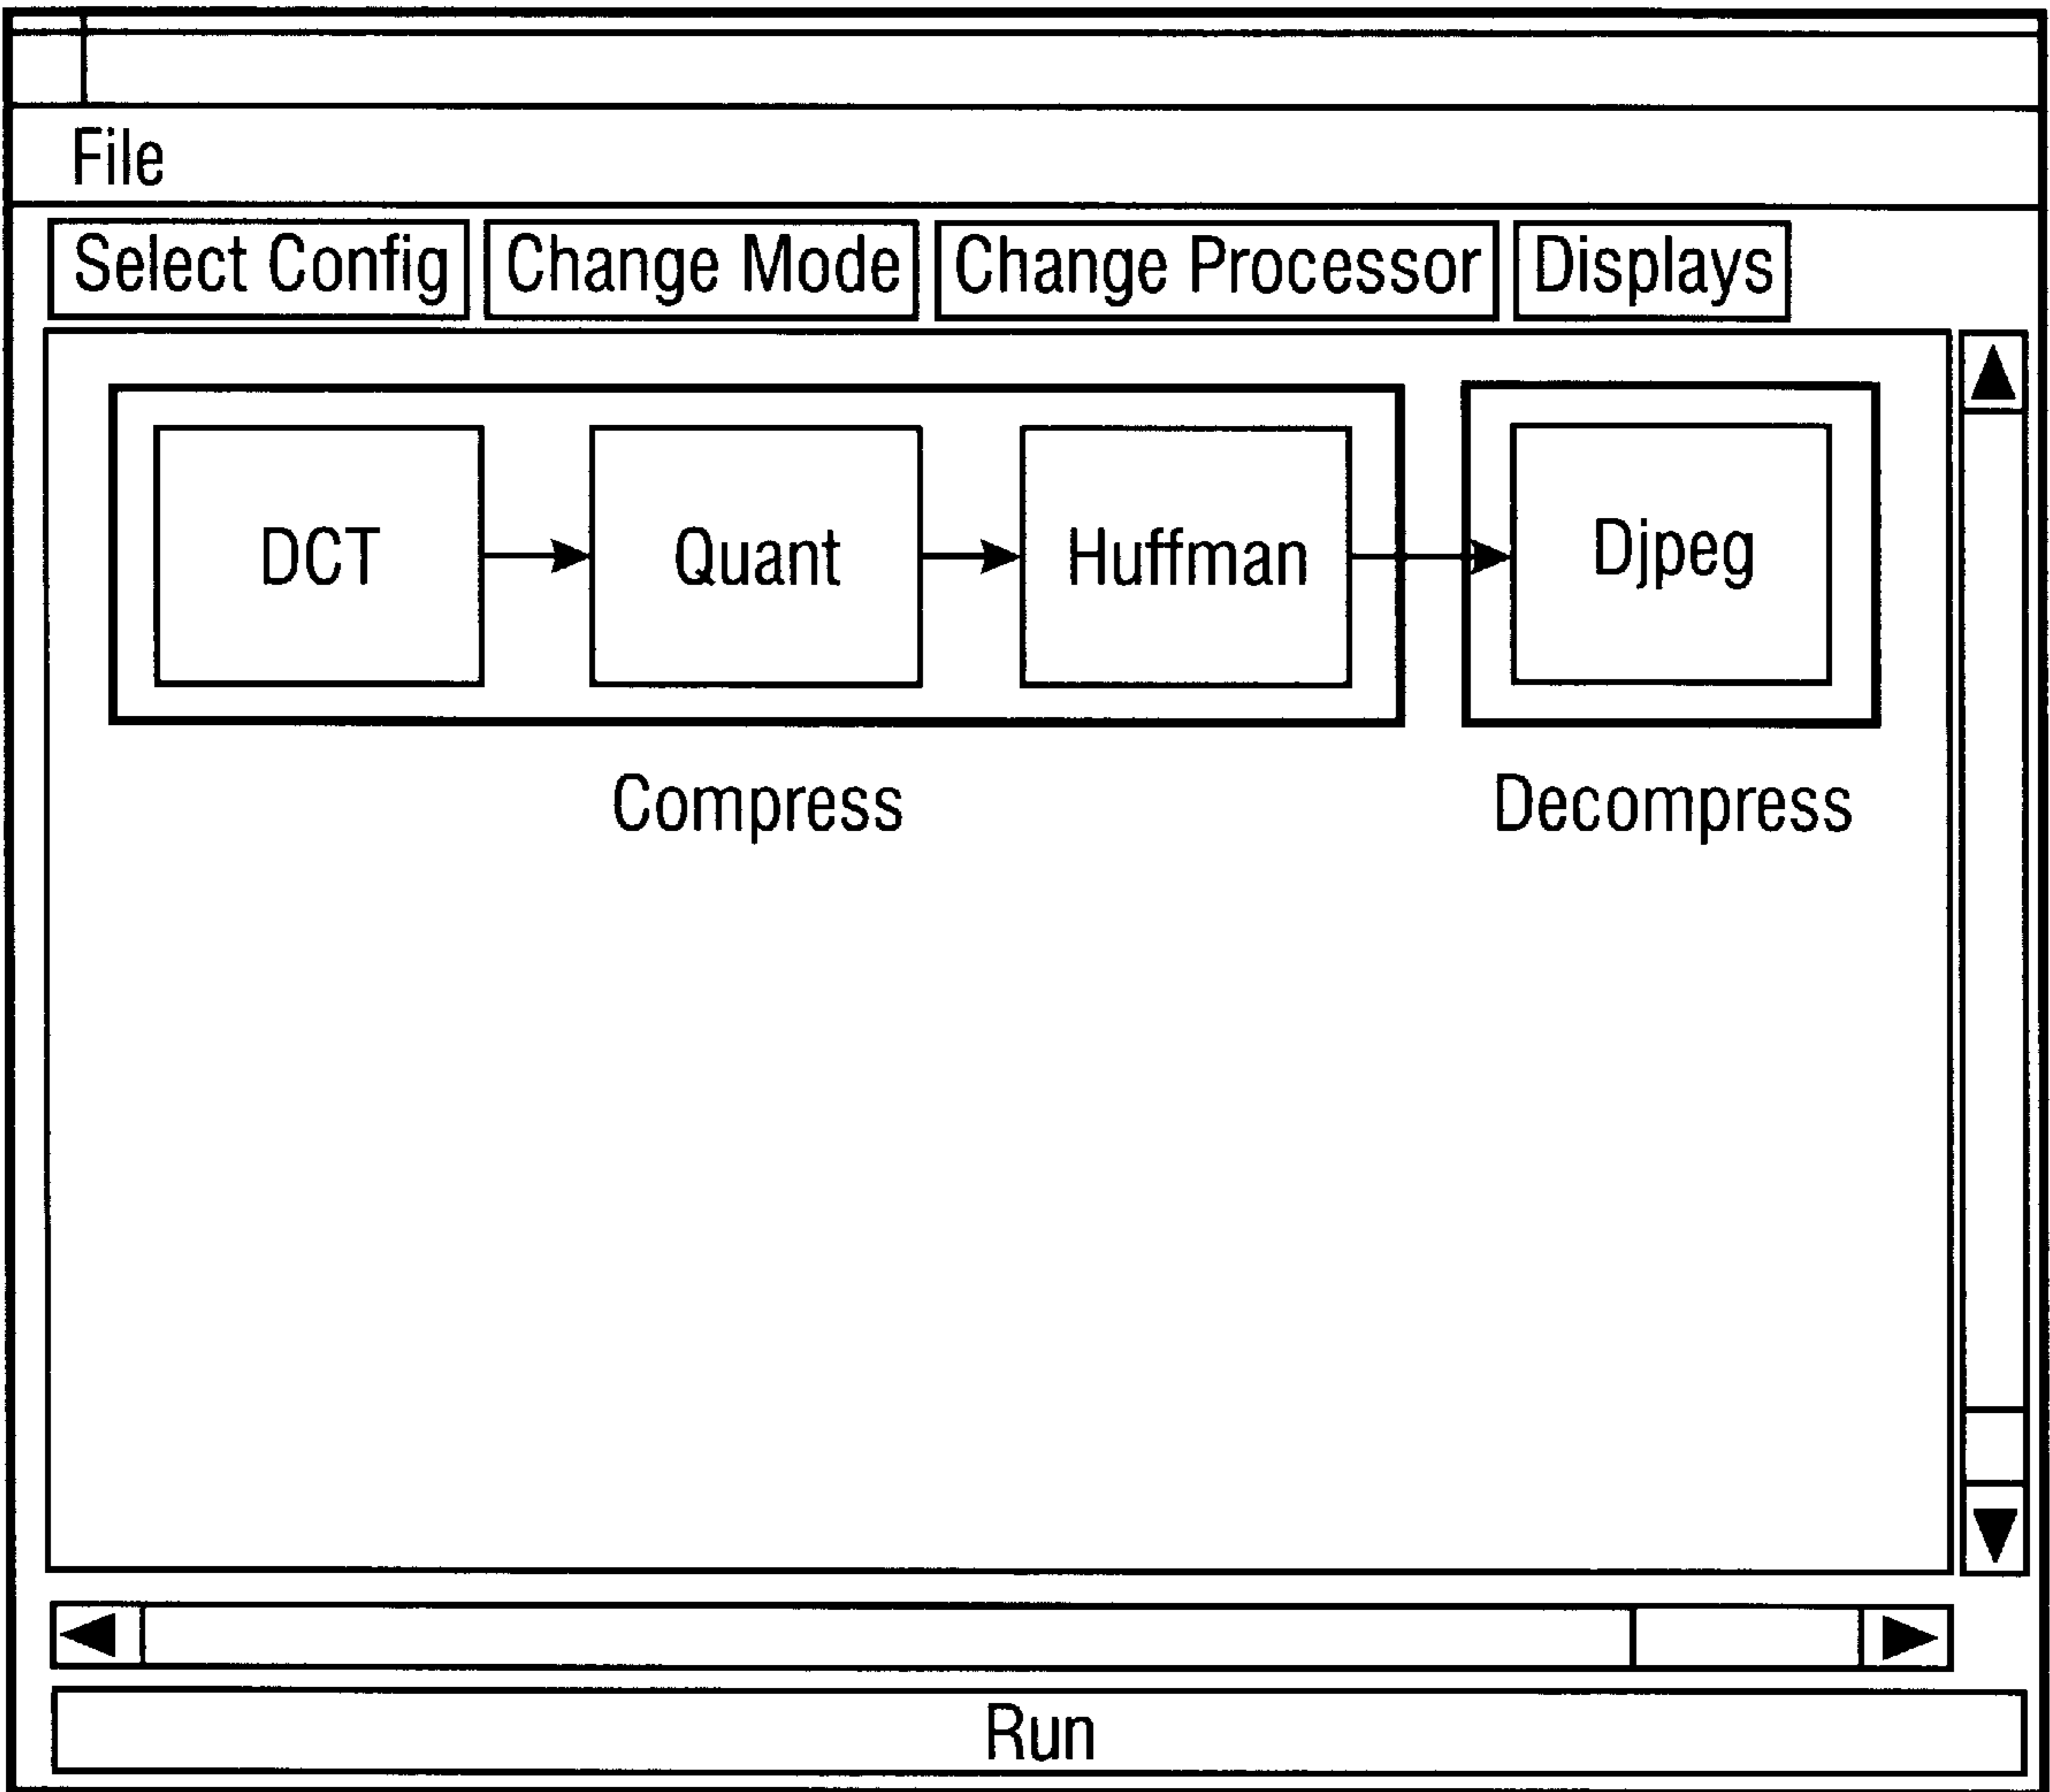 File
Select Config Change Mode Change Processor Displays
DCT Quant Huffman Djpeg
Compress Decompress
Run